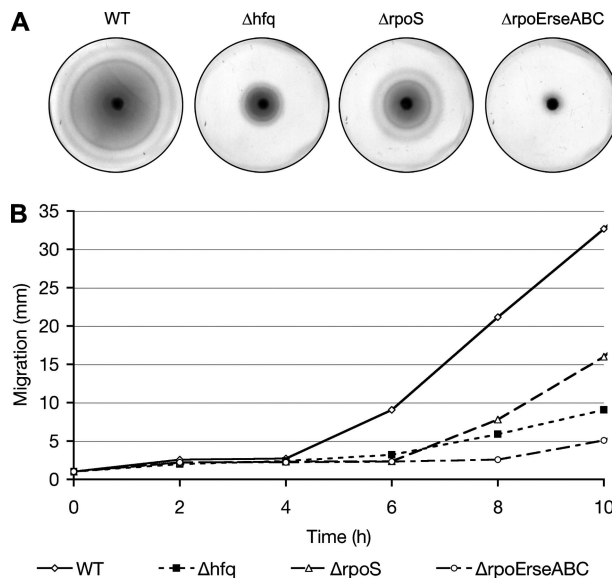 A
WT
Δhfq
ΔrpoS
ΔrpoErseABC
B
Migration (mm)
35
30
25
20
15
10
5
0
0 2 4 6 8 10
Time (h)
WT Δhfq ΔrpoS ΔrpoErseABC